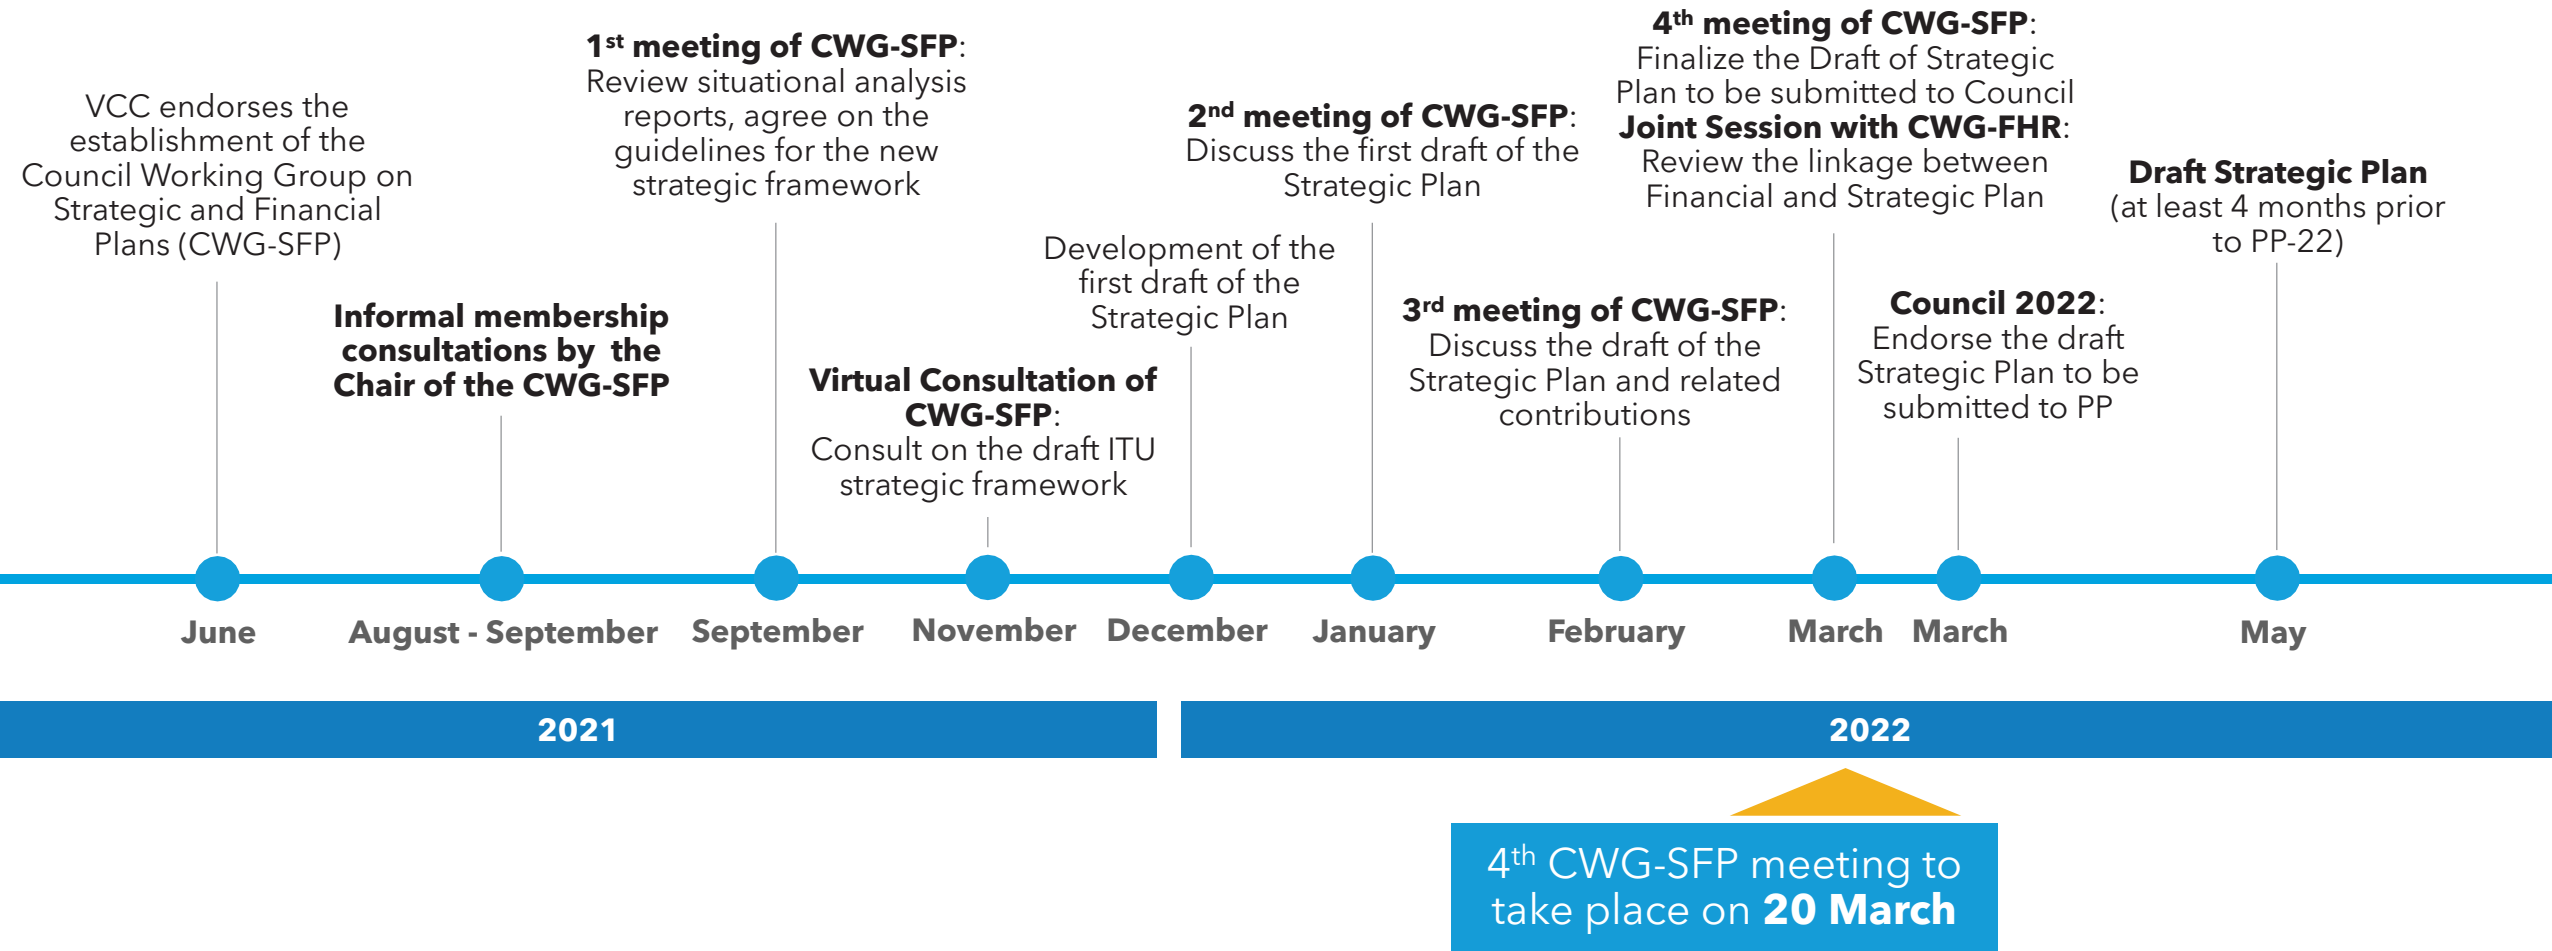 VCC endorses the
establishment of the
Council Working Group on
Strategic and Financial
Plans (CWG-SFP)
Informal membership
consultations by the
Chair of the CWG-SFP
1st meeting of CWG-SFP:
Review situational analysis
reports, agree on the
guidelines for the new
strategic framework
Virtual Consultation of
CWG-SFP:
Consult on the draft ITU
strategic framework
Development of the
first draft of the
Strategic Plan
2nd meeting of CWG-SFP:
Discuss the first draft of the
Strategic Plan
3rd meeting of CWG-SFP:
Discuss the draft of the
Strategic Plan and related
contributions
4th meeting of CWG-SFP:
Finalize the Draft of Strategic
Plan to be submitted to Council
Joint Session with CWG-FHR:
Review the linkage between
Financial and Strategic Plan
Council 2022:
Endorse the draft
Strategic Plan to be
submitted to PP
Draft Strategic Plan
(at least 4 months prior
to PP-22)
June
August - September
September
November
December
January
February
March
March
May
2021
2022
4th CWG-SFP meeting to
take place on 20 March